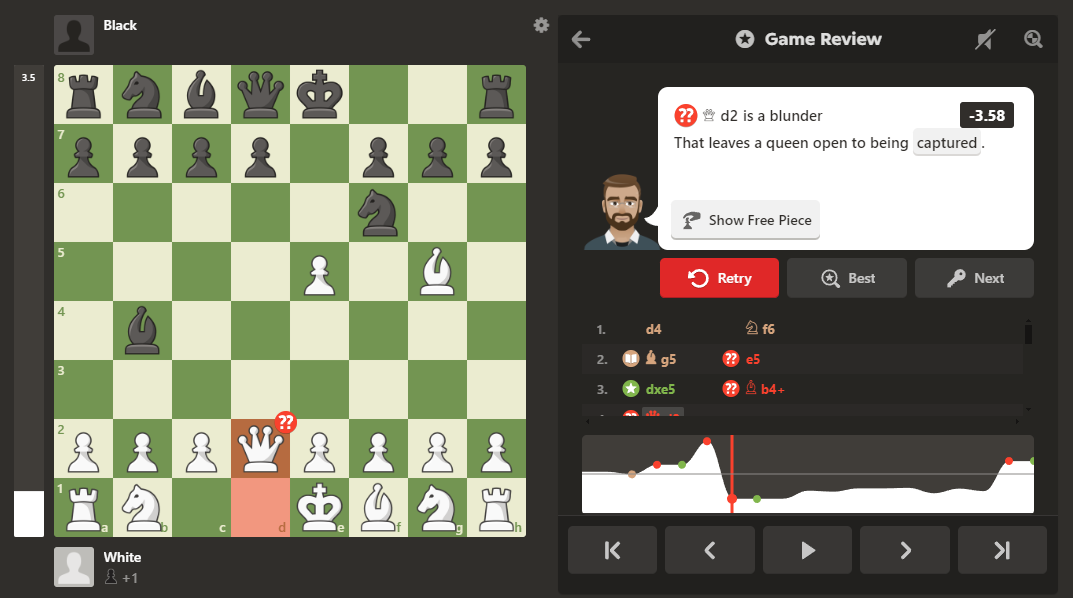 Black
Game Review
3.5
8
7
6
5
4
3
2
1
a
b
c
d
e
f
g
h
??
?? d2 is a blunder
-3.58
That leaves a queen open to being captured.
Show Free Piece
Retry
Best
Next
1. d4 f6
2. g5 ?? e5
3. dxe5 ?? b4+
White
+1